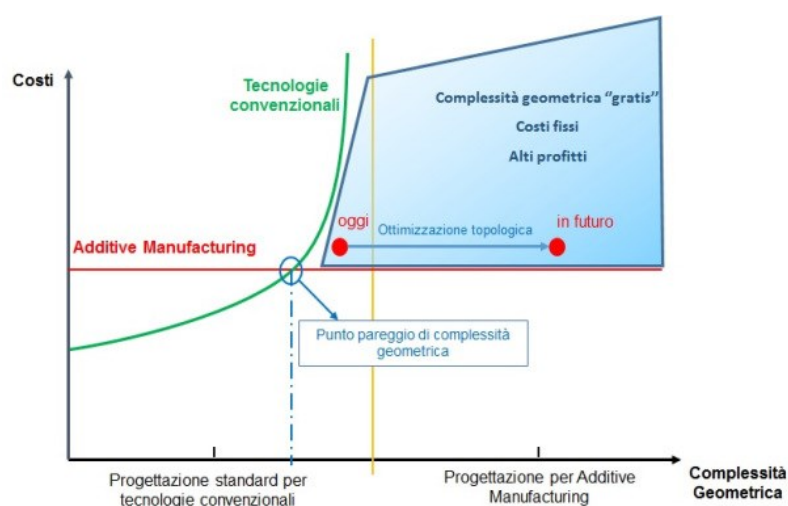 Costi
Tecnologie
convenzionali
Complessità geometrica "gratis"
Costi fissi
Alti profitti
oggi
Ottimizzazione topologica
in futuro
Additive Manufacturing
Punto pareggio di complessità
geometrica
Progettazione standard per
tecnologie convenzionali
Progettazione per Additive
Manufacturing
Complessità
Geometrica